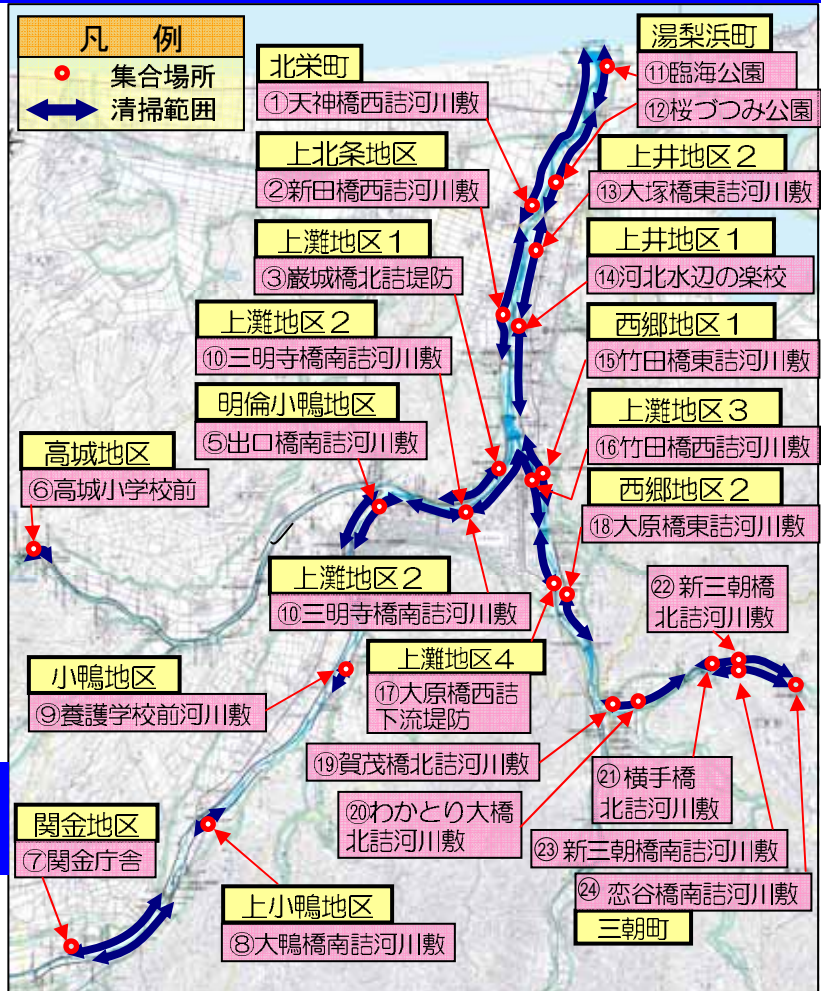 凡　例
集合場所
清掃範囲
北栄町
①天神橋西詰河川敷
上北条地区
②新田橋西詰河川敷
上灘地区1
③巌城橋北詰堤防
上灘地区2
⑩三明寺橋南詰河川敷
明倫小鴨地区
⑤出口橋南詰河川敷
高城地区
⑥高城小学校前
湯梨浜町
⑪臨海公園
⑫桜づつみ公園
上井地区2
⑬大塚橋東詰河川敷
上井地区1
⑭河北水辺の楽校
西郷地区1
⑮竹田橋東詰河川敷
上灘地区3
⑯竹田橋西詰河川敷
西郷地区2
⑱大原橋東詰河川敷
上灘地区2
⑩三明寺橋南詰河川敷
㉒新三朝橋
北詰河川敷
小鴨地区
⑨養護学校前河川敷
上灘地区4
⑰大原橋西詰
下流堤防
⑲賀茂橋北詰河川敷
⑳わかとり大橋
北詰河川敷
㉑横手橋
北詰河川敷
㉓新三朝橋南詰河川敷
㉔恋谷橋南詰河川敷
三朝町
関金地区
⑦関金庁舎
上小鴨地区
⑧大鴨橋南詰河川敷